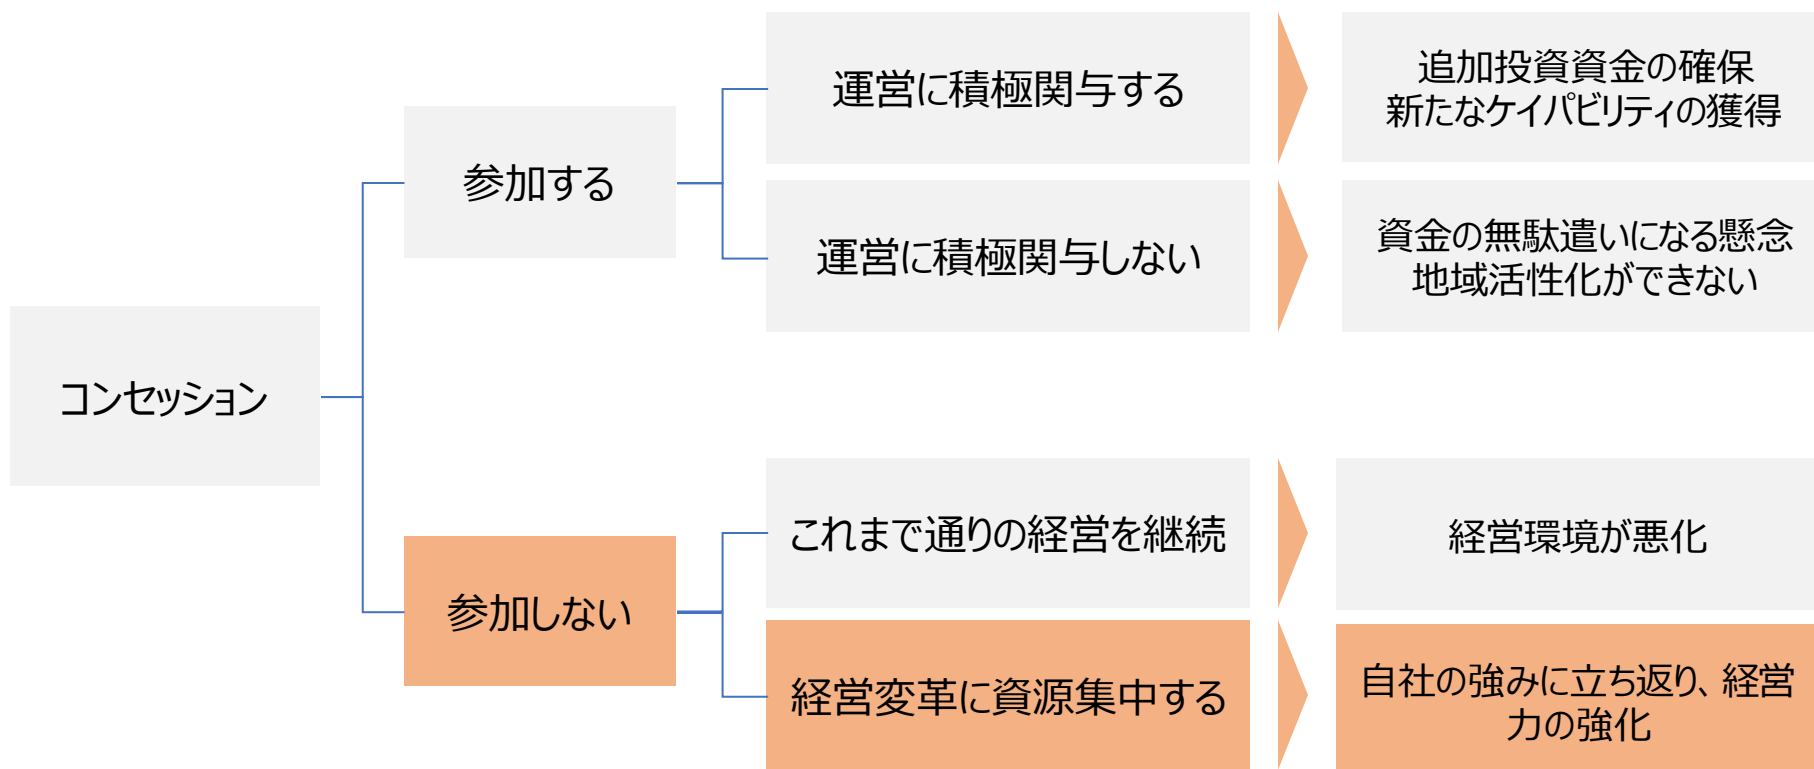 コンセッション
参加する
運営に積極関与する
追加投資資金の確保
新たなケイパビリティの獲得
運営に積極関与しない
資金の無駄遣いになる懸念
地域活性化ができない
参加しない
これまで通りの経営を継続
経営環境が悪化
経営変革に資源集中する
自社の強みに立ち返り、経営
力の強化